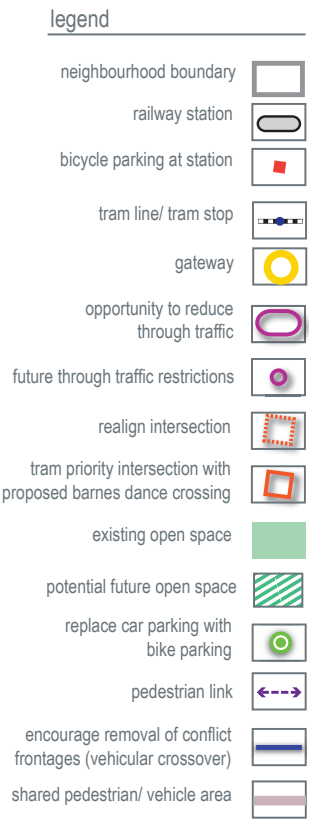 legend
neighbourhood boundary
railway station
bicycle parking at station
tram line/ tram stop
gateway
opportunity to reduce
through traffic
future through traffic restrictions
realign intersection
tram priority intersection with
proposed barnes dance crossing
existing open space
potential future open space
replace car parking with
bike parking
pedestrian link
encourage removal of conflict
frontages (vehicular crossover)
shared pedestrian/ vehicle area